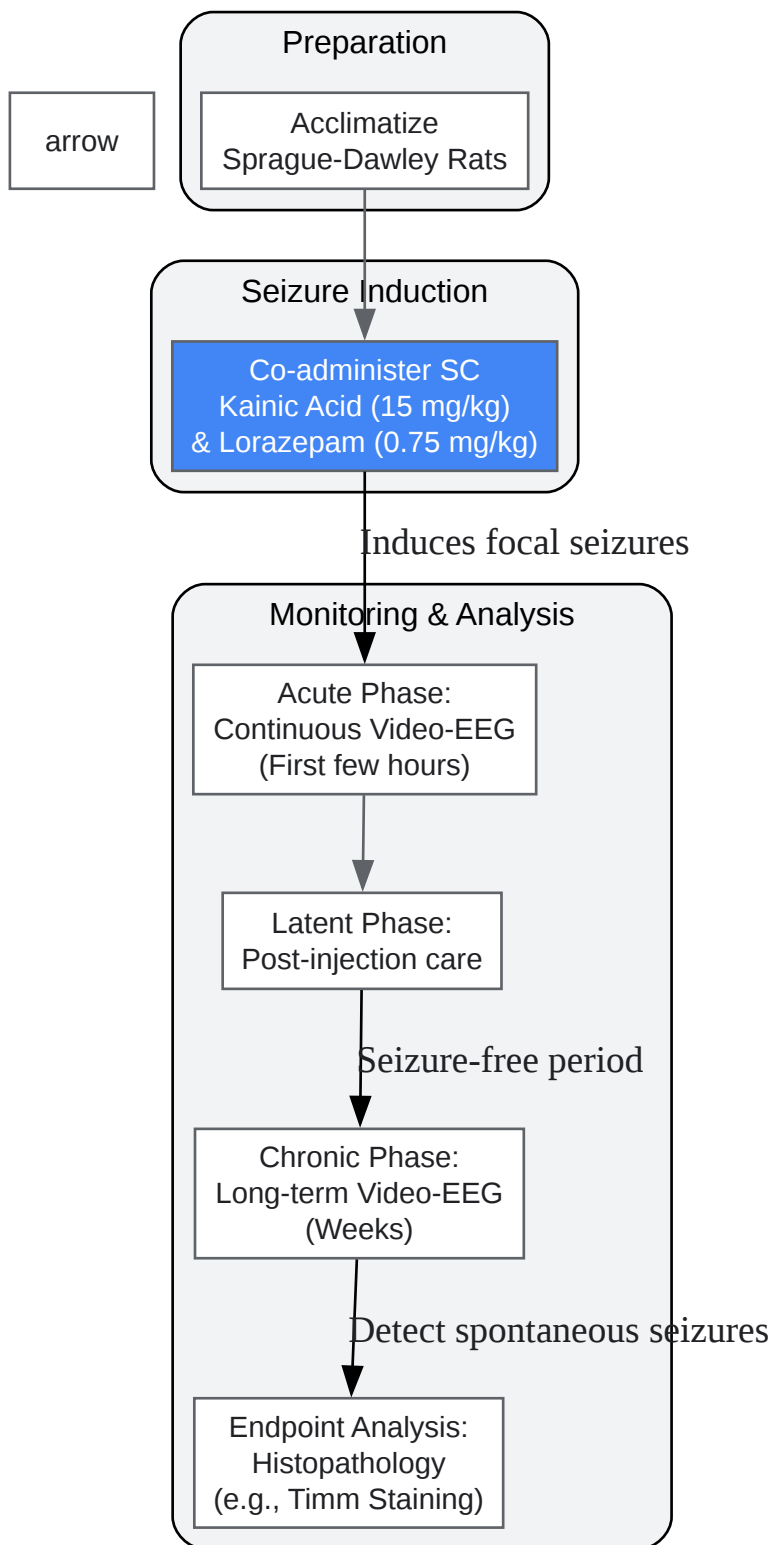 Preparation
arrow
Acclimatize
Sprague-Dawley Rats
Seizure Induction
Co-administer SC
Kainic Acid (15 mg/kg)
& Lorazepam (0.75 mg/kg)
Induces focal seizures
Monitoring & Analysis
Acute Phase:
Continuous Video-EEG
(First few hours)
Latent Phase:
Post-injection care
Seizure-free period
Chronic Phase:
Long-term Video-EEG
(Weeks)
Detect spontaneous seizures
Endpoint Analysis:
Histopathology
(e.g., Timm Staining)